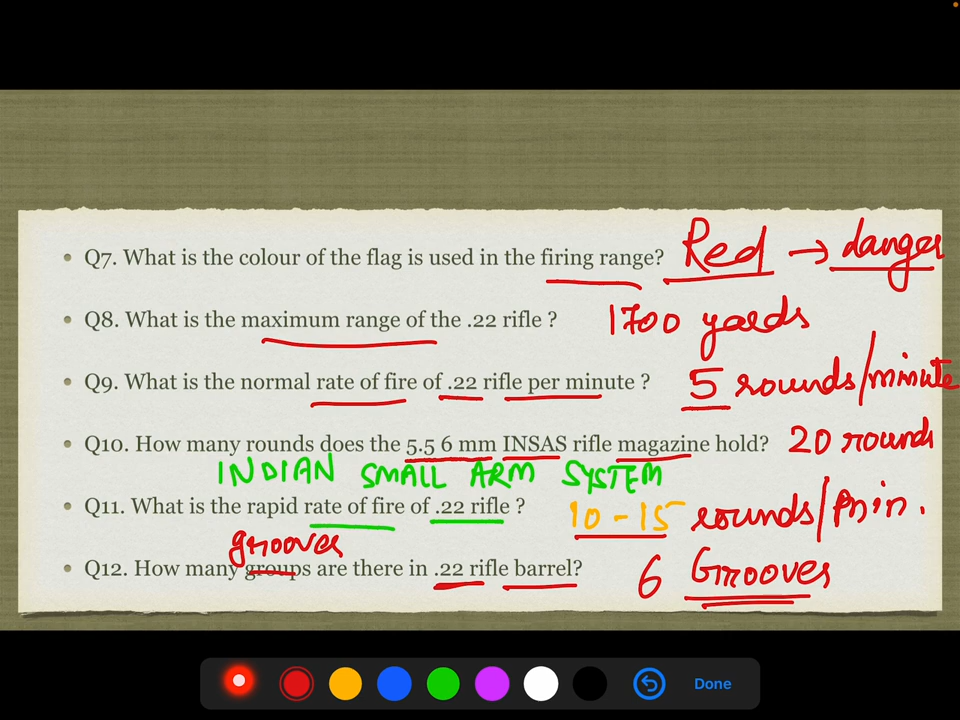 Q7. What is the colour of the flag is used in the firing range? Red → danger
Q8. What is the maximum range of the .22 rifle ? 1700 yards
Q9. What is the normal rate of fire of .22 rifle per minute ? 5 rounds/minute
Q10. How many rounds does the 5.5 6 mm INSAS rifle magazine hold? 20 rounds
INDIAN SMALL ARM SYSTEM
Q11. What is the rapid rate of fire of .22 rifle ? 10-15 rounds/min.
grooves
Q12. How many groups are there in .22 rifle barrel? 6 Grooves
Done